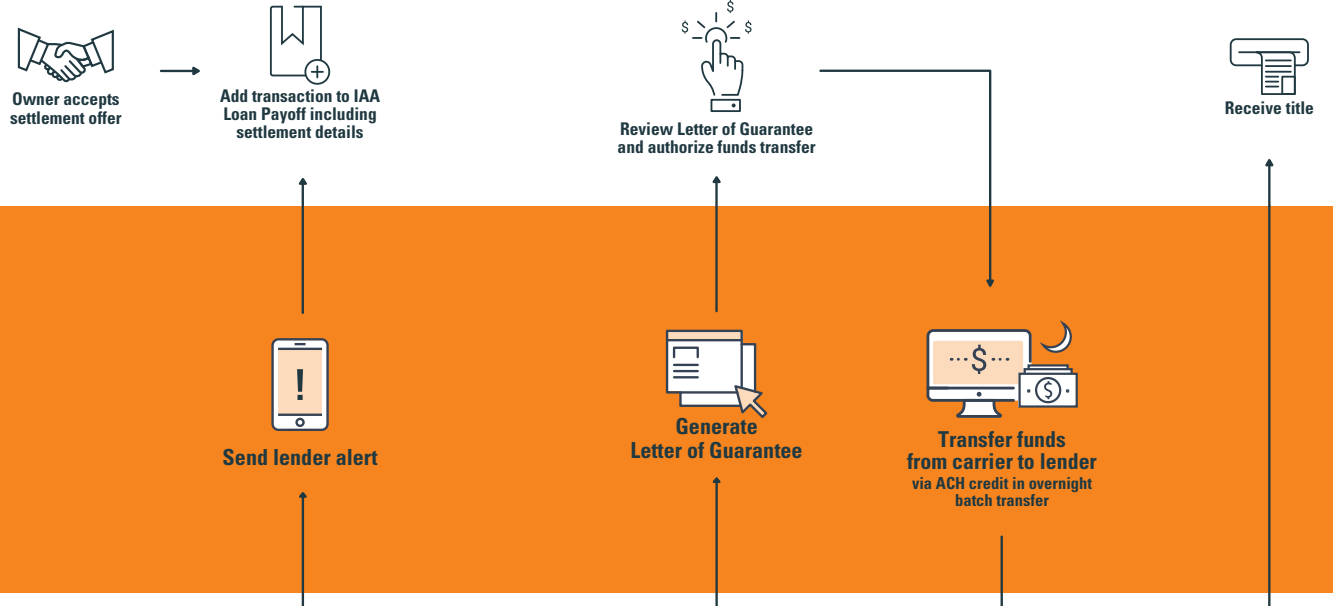 Owner accepts
settlement offer
Add transaction to IAA
Loan Payoff including
settlement details
$
$
$
Review Letter of Guarantee
and authorize funds transfer
Receive title
!
Send lender alert
Generate
Letter of Guarantee
$
$
Transfer funds
from carrier to lender
via ACH credit in overnight
batch transfer